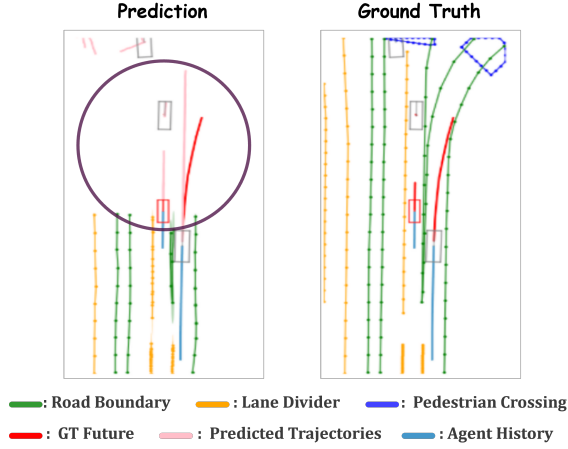 Prediction
Ground Truth
: Road Boundary
: Lane Divider
: Pedestrian Crossing
: GT Future
: Predicted Trajectories
: Agent History